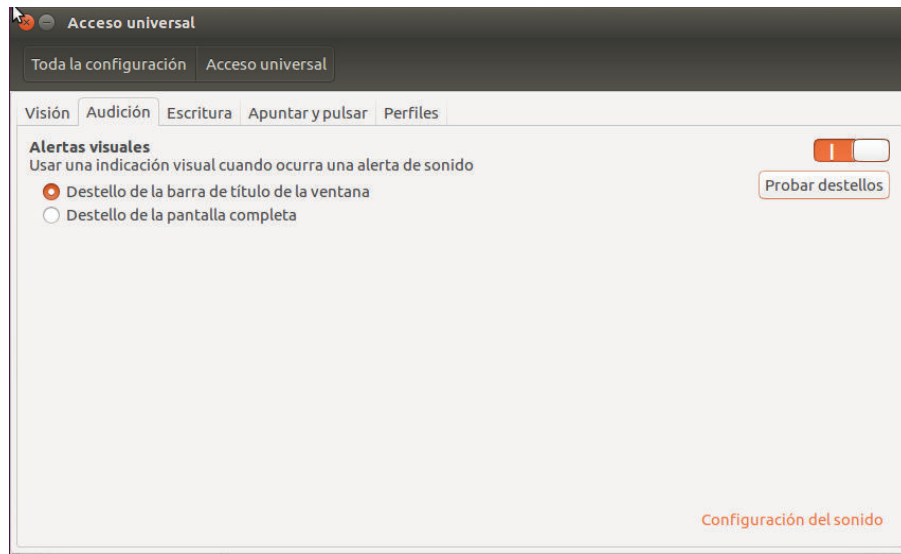 Acceso universal
Toda la configuración Acceso universal
Visión Audición Escritura Apuntar y pulsar Perfiles
Alertas visuales
Usar una indicación visual cuando ocurra una alerta de sonido
Destello de la barra de título de la ventana
Probar destellos
Destello de la pantalla completa
Configuración del sonido